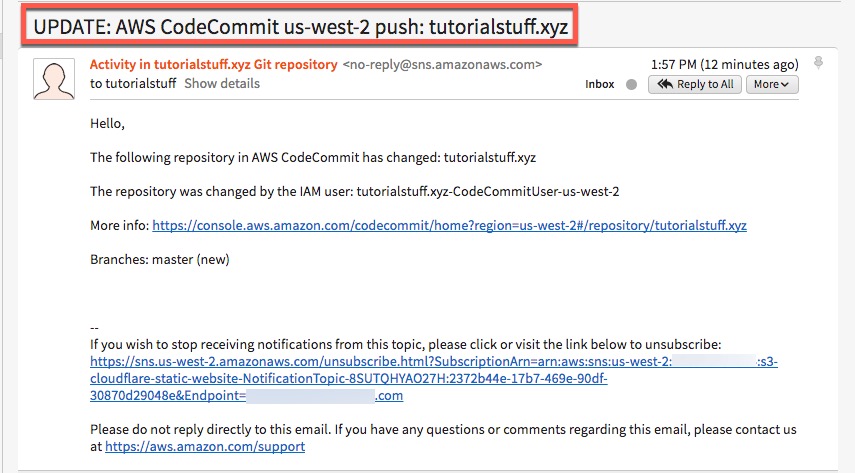 UPDATE: AWS CodeCommit us-west-2 push: tutorialstuff.xyz
Activity in tutorialstuff.xyz Git repository <no-reply@sns.amazonaws.com> 1:57 PM (12 minutes ago)
to tutorialstuff Show details Inbox Reply to All More
Hello,
The following repository in AWS CodeCommit has changed: tutorialstuff.xyz
The repository was changed by the IAM user: tutorialstuff.xyz-CodeCommitUser-us-west-2
More info: https://console.aws.amazon.com/codecommit/home?region=us-west-2#/repository/tutorialstuff.xyz
Branches: master (new)
--
If you wish to stop receiving notifications from this topic, please click or visit the link below to unsubscribe:
https://sns.us-west-2.amazonaws.com/unsubscribe.html?SubscriptionArn=arn:aws:sns:us-west-2: :s3-
cloudflare-static-website-NotificationTopic-8SUTQHYAO27H:2372b44e-17b7-469e-90df-
30870d29048e&Endpoint= .com
Please do not reply directly to this email. If you have any questions or comments regarding this email, please contact us
at https://aws.amazon.com/support